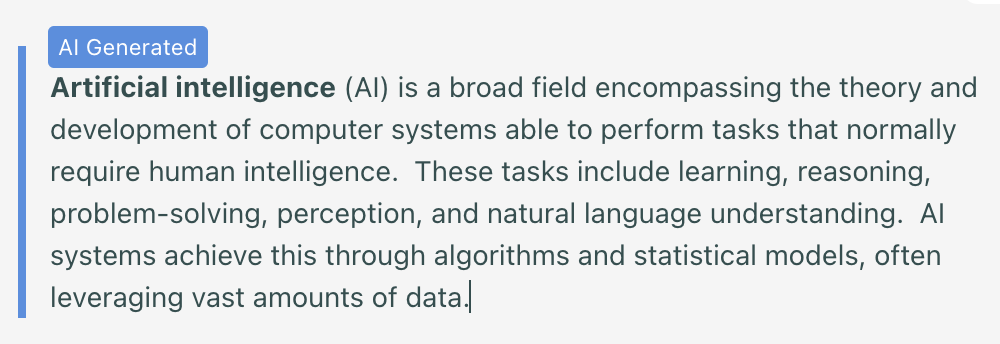 AI Generated
Artificial intelligence (AI) is a broad field encompassing the theory and
development of computer systems able to perform tasks that normally
require human intelligence.  These tasks include learning, reasoning,
problem-solving, perception, and natural language understanding.  AI
systems achieve this through algorithms and statistical models, often
leveraging vast amounts of data.